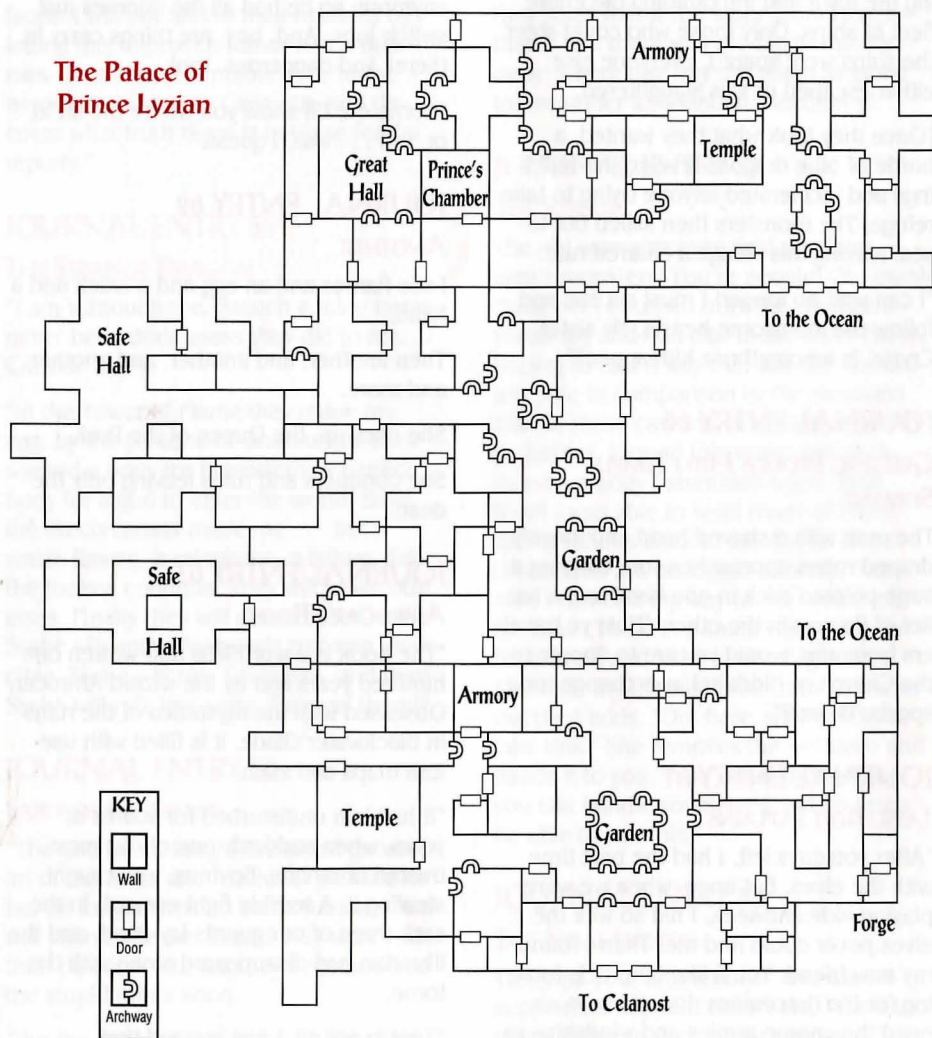 The Palace of
Prince Lyzian
Armory
Temple
Great
Hall
Prince's
Chamber
To the Ocean
Safe
Hall
Garden
Safe
Hall
To the Ocean
Armory
Temple
Garden
Forge
To Celanost
KEY
Wall
Door
Archway